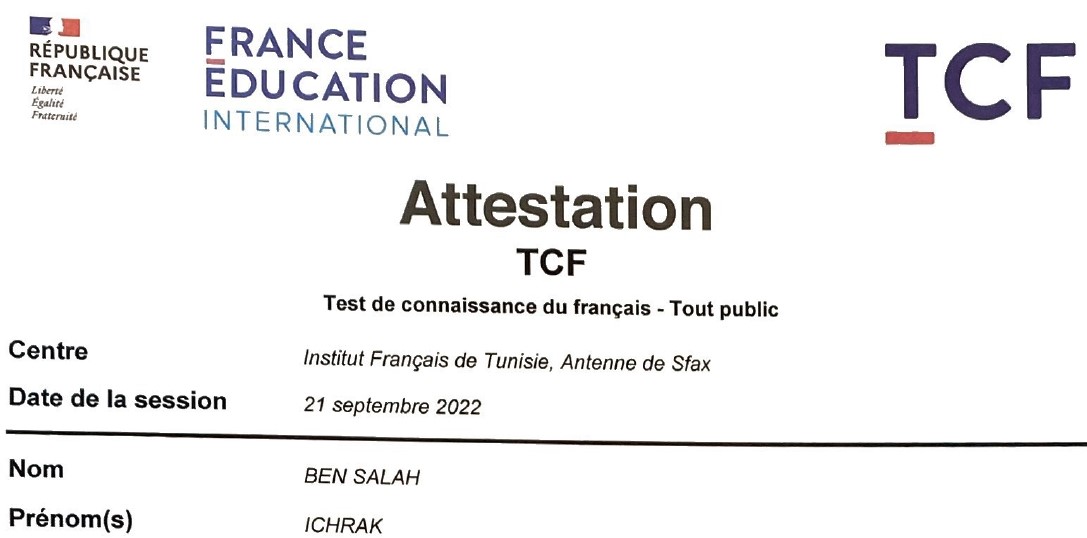 RÉPUBLIQUE
FRANÇAISE
Liberté
Égalité
Fraternité
FRANCE
ÉDUCATION
INTERNATIONAL
TCF
Attestation
TCF
Test de connaissance du français - Tout public
Centre Institut Français de Tunisie, Antenne de Sfax
Date de la session 21 septembre 2022
Nom BEN SALAH
Prénom(s) ICHRAK